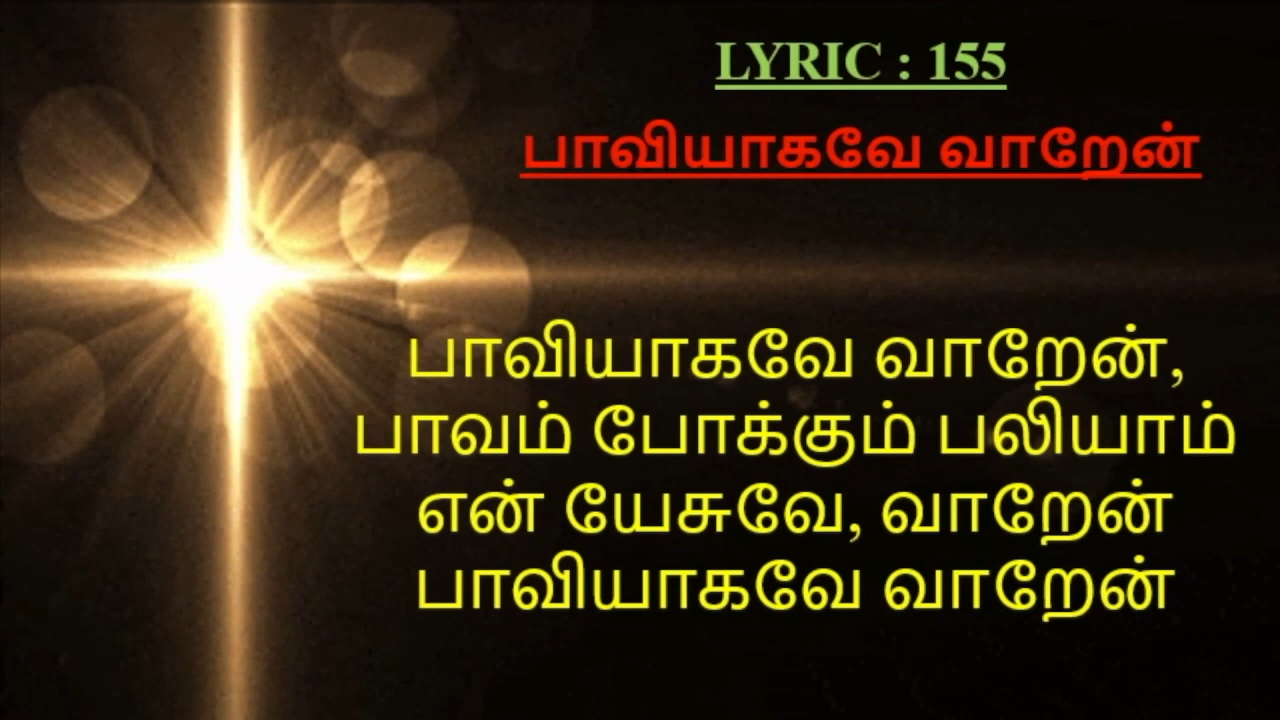 LYRIC : 155
பாவியாகவே வாறேன்
பாவியாகவே வாறேன்,
பாவம் போக்கும் பலியாம்
என் யேசுவே, வாறேன்
பாவியாகவே வாறேன்